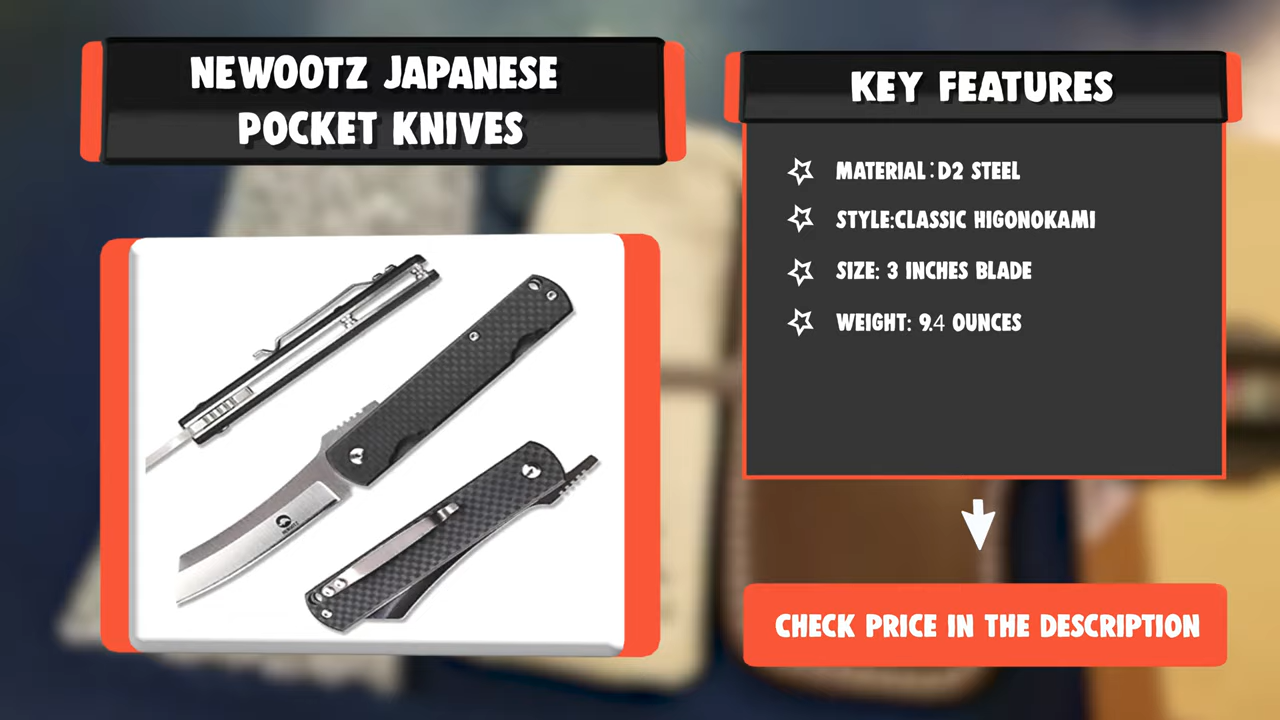 NEWOOTZ JAPANESE
POCKET KNIVES
KEY FEATURES
MATERIAL:D2 STEEL
STYLE:CLASSIC HIGONOKAMI
SIZE: 3 INCHES BLADE
WEIGHT: 9.4 OUNCES
CHECK PRICE IN THE DESCRIPTION